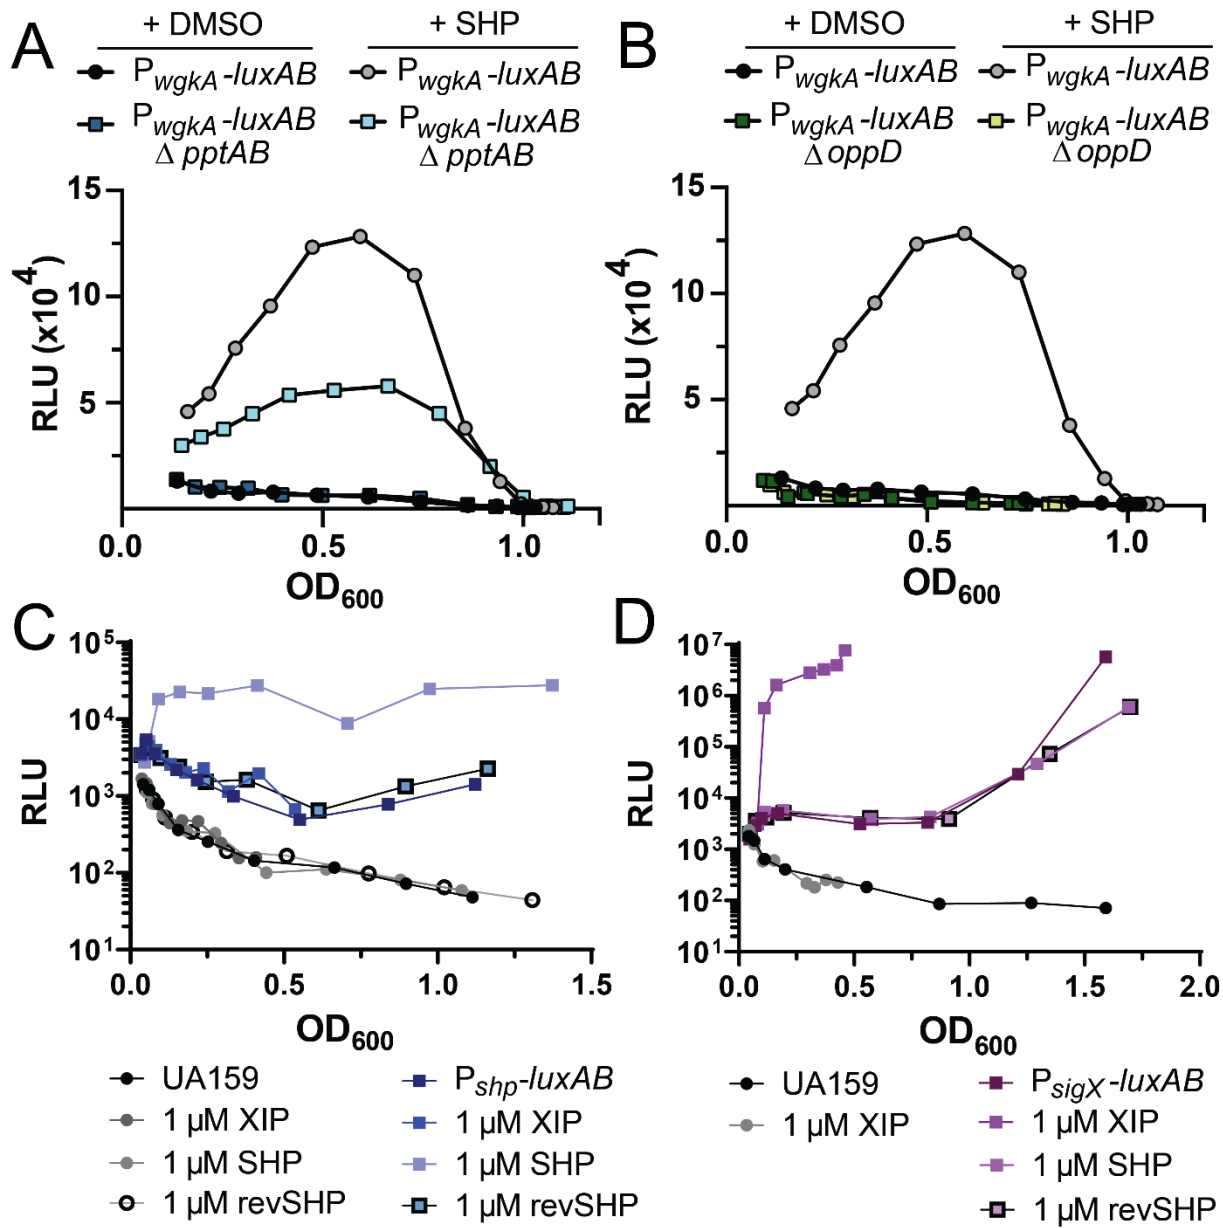 A
+ DMSO
+ SHP
PwgkA-luxAB
PwgkA-luxAB
PwgkA-luxAB
Δ pptAB
PwgkA-luxAB
Δ pptAB
15
10
5
RLU (x10^4)
0.0
0.5
1.0
OD600
B
+ DMSO
+ SHP
PwgkA-luxAB
PwgkA-luxAB
PwgkA-luxAB
ΔoppD
PwgkA-luxAB
ΔoppD
15
10
5
RLU (x10^4)
0.0
0.5
1.0
OD600
C
10^5
10^4
10^3
10^2
10^1
RLU
0.0
0.5
1.0
1.5
OD600
UA159
1 µM XIP
1 µM SHP
1 µM revSHP
Pshp-luxAB
1 µM XIP
1 µM SHP
1 µM revSHP
D
10^7
10^6
10^5
10^4
10^3
10^2
10^1
RLU
0.0
0.5
1.0
1.5
2.0
OD600
UA159
1 µM XIP
PsigX-luxAB
1 µM XIP
1 µM SHP
1 µM revSHP